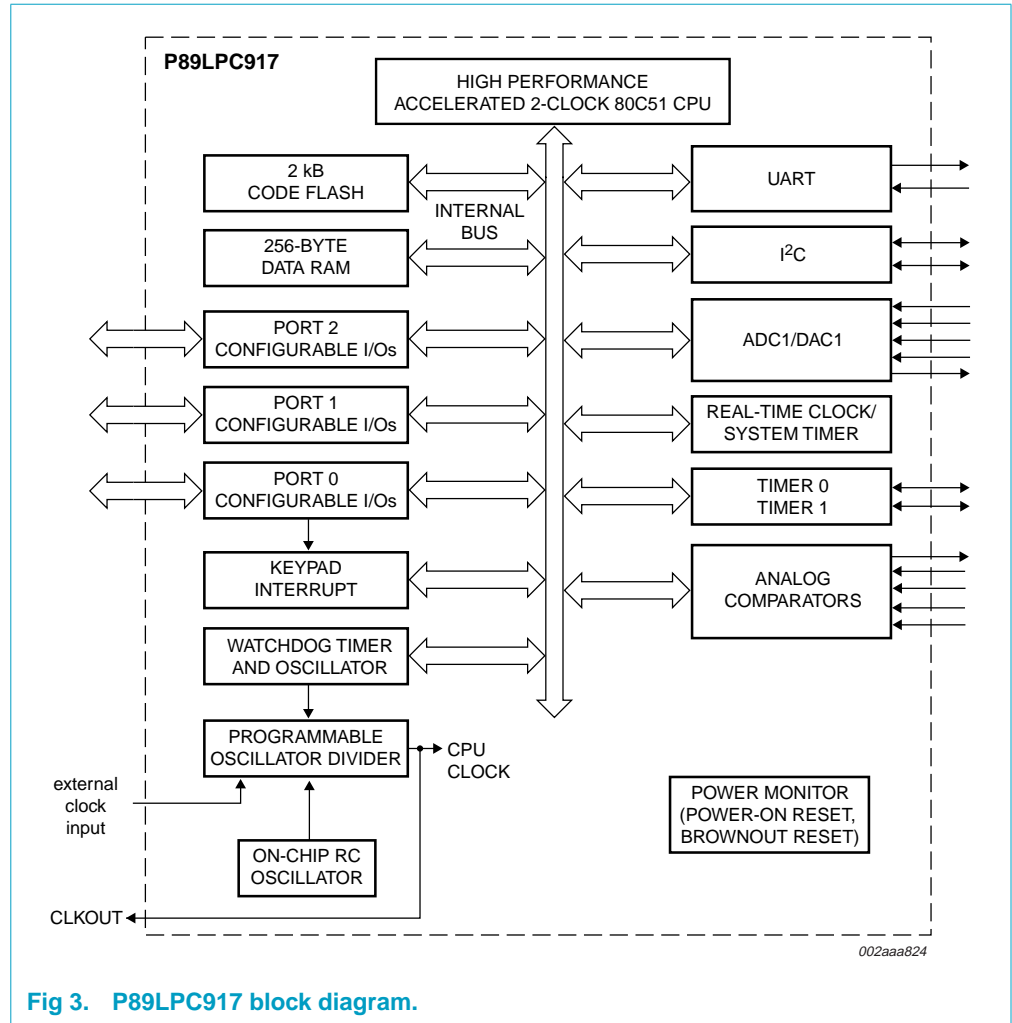 P89LPC917
HIGH PERFORMANCE
ACCELERATED 2-CLOCK 80C51 CPU
2 kB
CODE FLASH
INTERNAL
BUS
256-BYTE
DATA RAM
PORT 2
CONFIGURABLE I/Os
PORT 1
CONFIGURABLE I/Os
PORT 0
CONFIGURABLE I/Os
KEYPAD
INTERRUPT
WATCHDOG TIMER
AND OSCILLATOR
PROGRAMMABLE
OSCILLATOR DIVIDER
CPU
CLOCK
external
clock
input
ON-CHIP RC
OSCILLATOR
CLKOUT
UART
I²C
ADC1/DAC1
REAL-TIME CLOCK/
SYSTEM TIMER
TIMER 0
TIMER 1
ANALOG
COMPARATORS
POWER MONITOR
(POWER-ON RESET,
BROWNOUT RESET)
002aaa824
Fig 3. P89LPC917 block diagram.